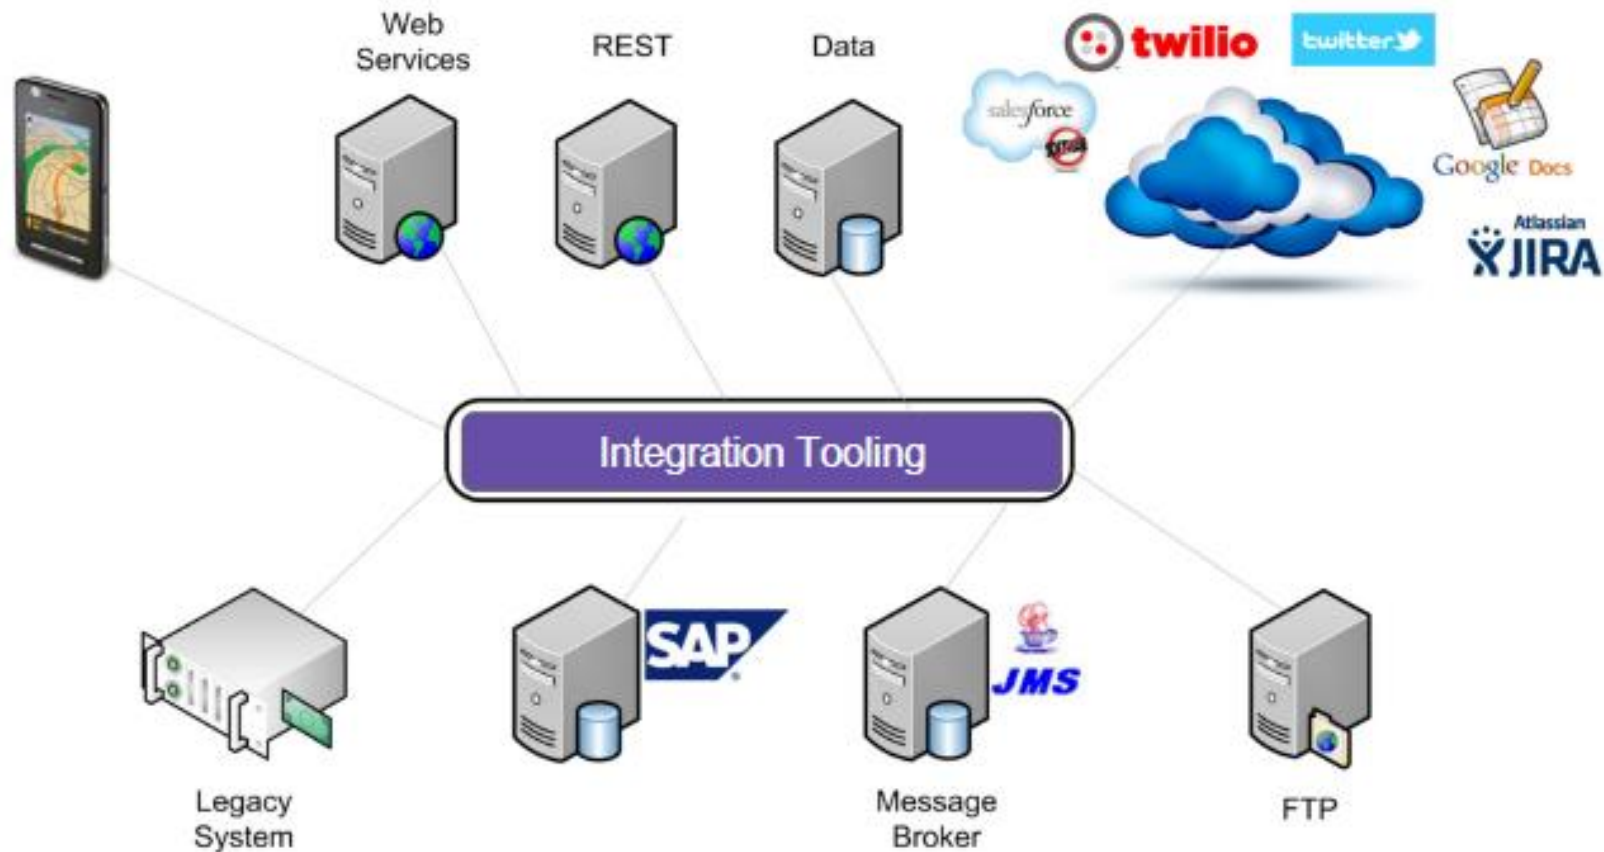 Web
Services
REST
Data
twilio
twitter
salesforce
Google Docs
Atlassian
JIRA
Integration Tooling
SAP
JMS
Legacy
System
Message
Broker
FTP